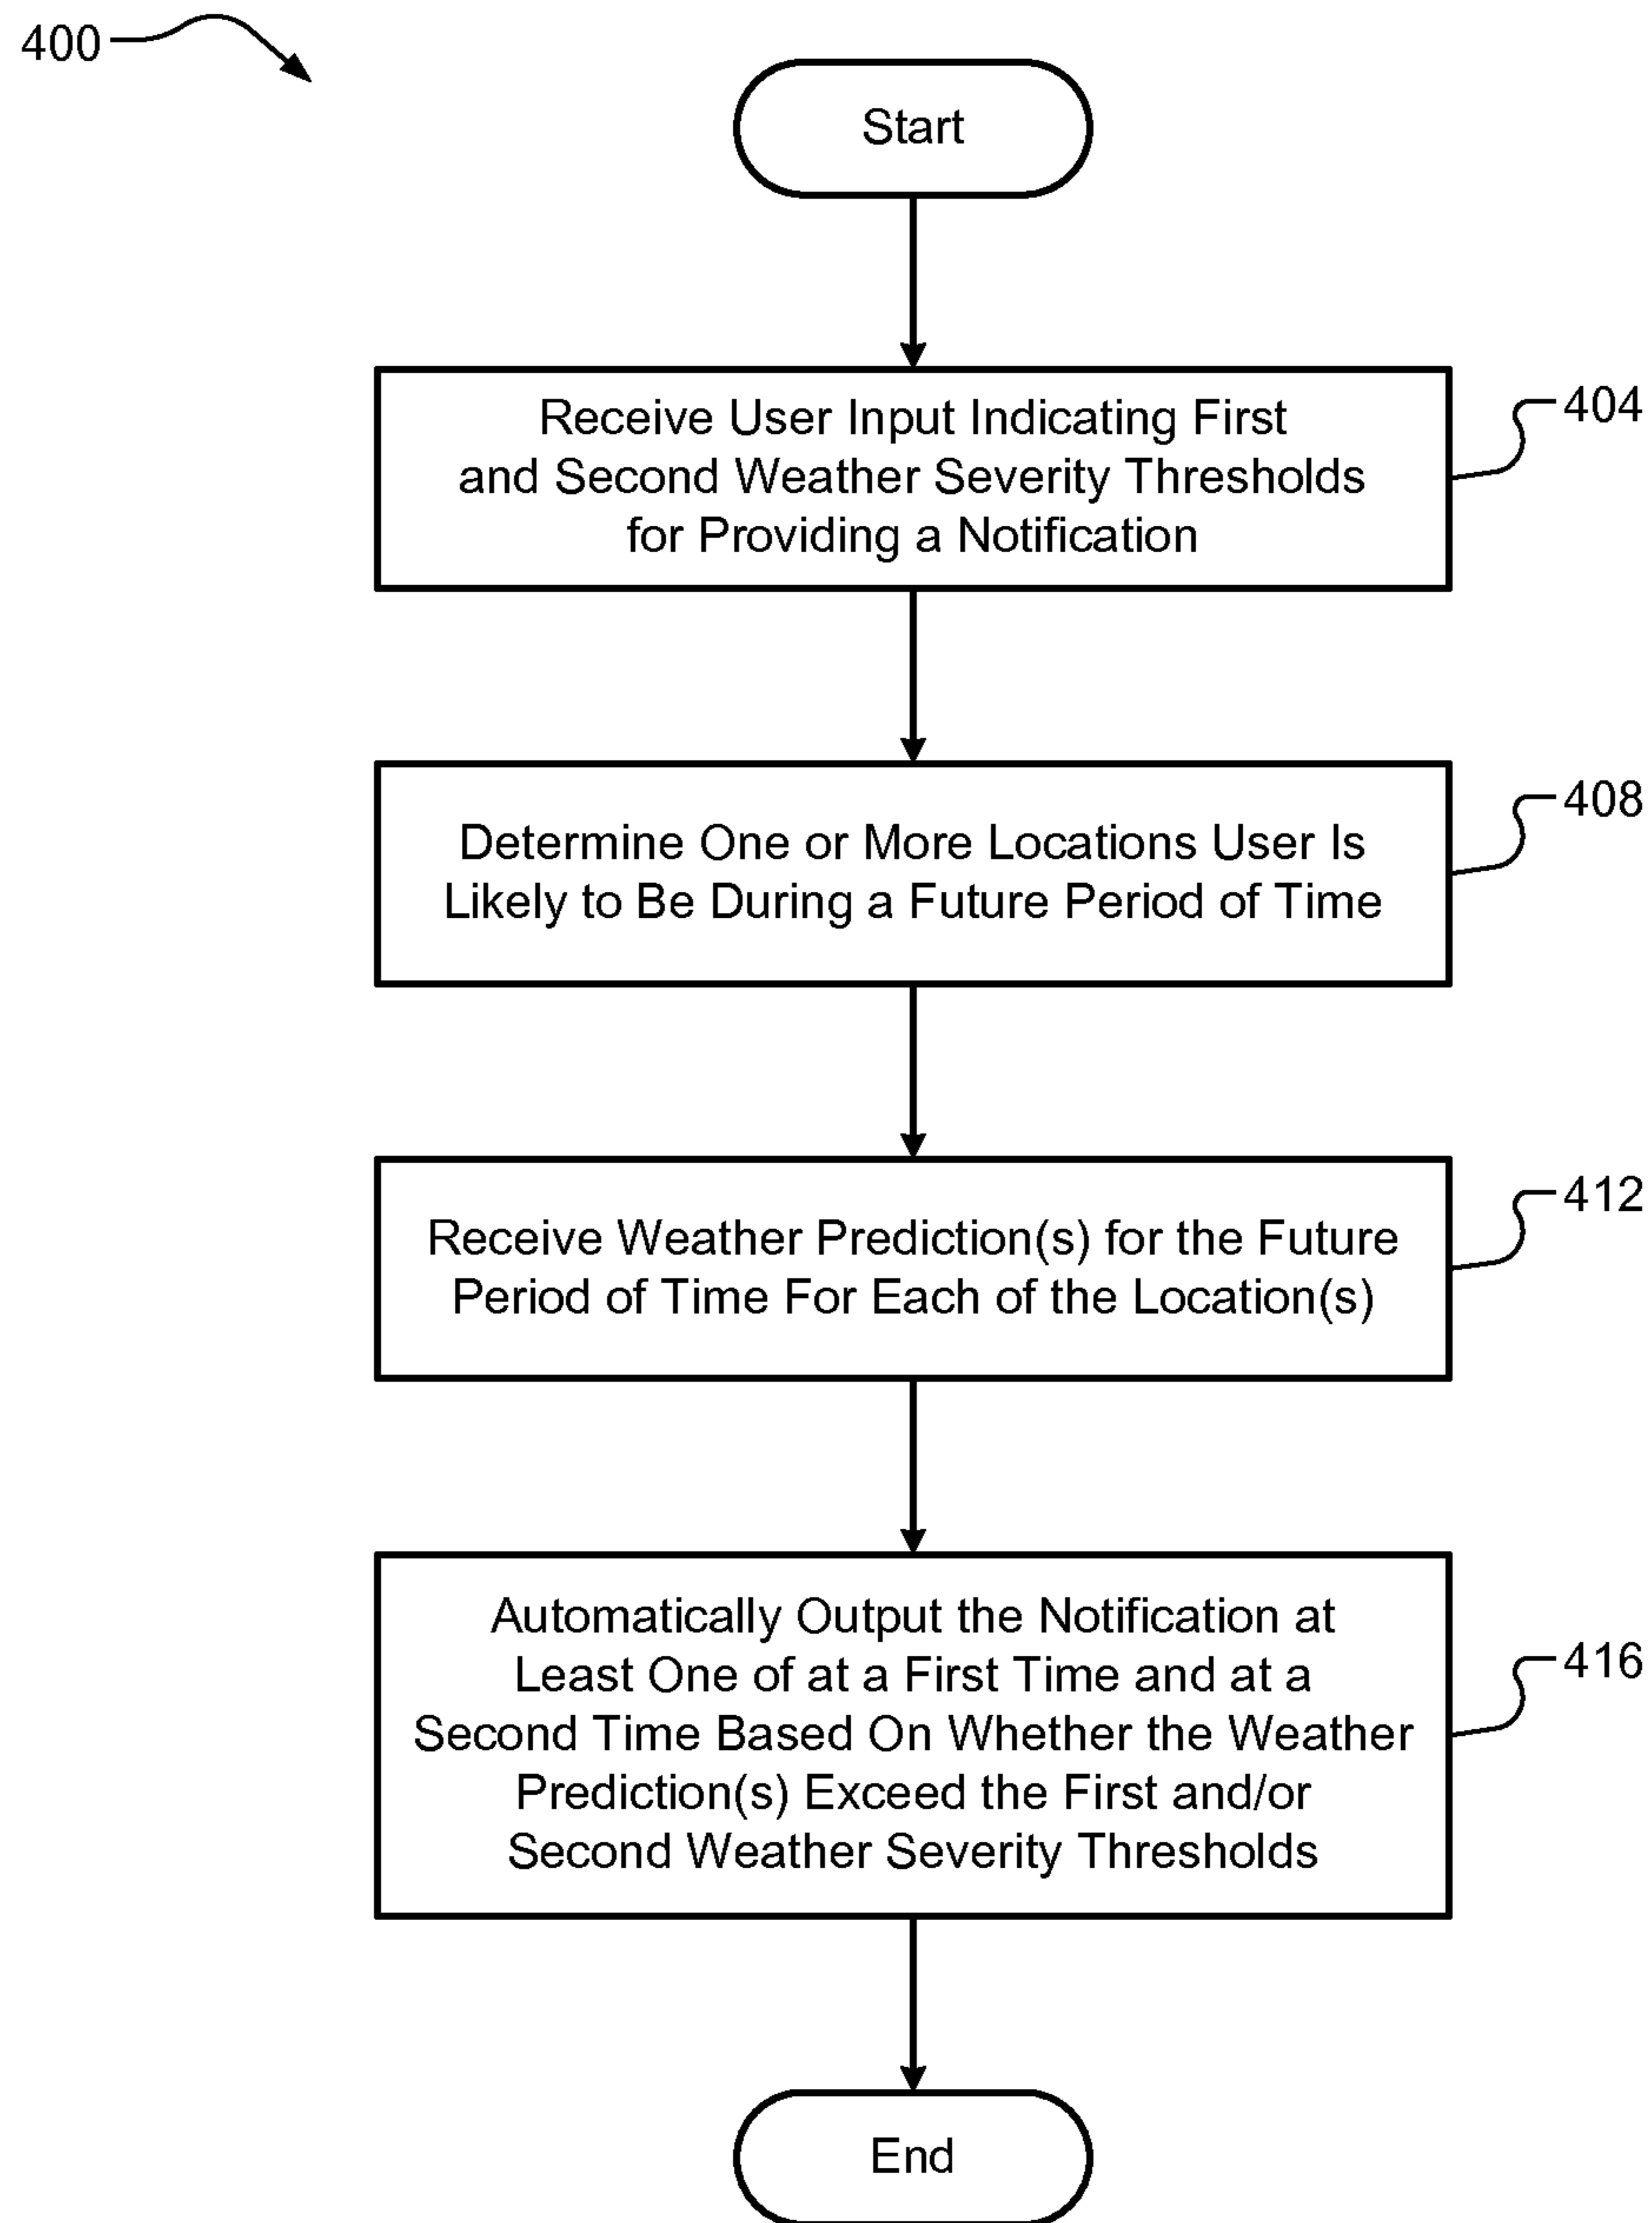 400
Start
Receive User Input Indicating First
and Second Weather Severity Thresholds
for Providing a Notification
404
Determine One or More Locations User Is
Likely to Be During a Future Period of Time
408
Receive Weather Prediction(s) for the Future
Period of Time For Each of the Location(s)
412
Automatically Output the Notification at
Least One of at a First Time and at a
Second Time Based On Whether the Weather
Prediction(s) Exceed the First and/or
Second Weather Severity Thresholds
416
End